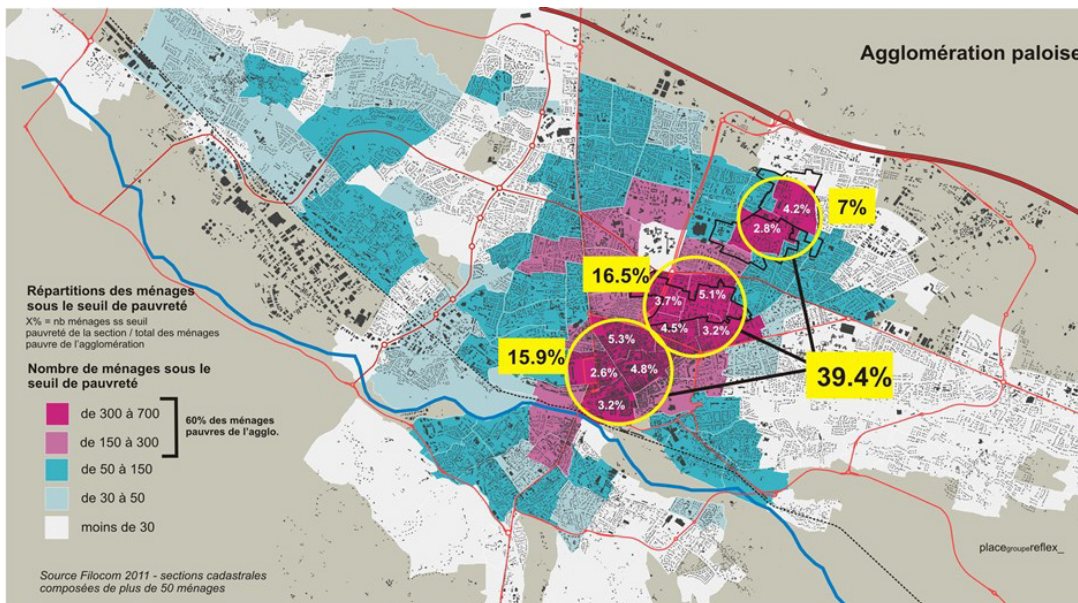 Agglomération paloise
4.2%
7%
2.8%
16.5%
3.7%
5.1%
4.5%
3.2%
15.9%
5.3%
2.6%
4.8%
3.2%
39.4%
Répartitions des ménages
sous le seuil de pauvreté
X% = nb ménages ss seuil
pauvreté de la section / total des ménages
pauvre de l'agglomération
Nombre de ménages sous le
seuil de pauvreté
de 300 à 700
de 150 à 300
60% des ménages
pauvres de l'agglo.
de 50 à 150
de 30 à 50
moins de 30
Source Filocom 2011 - sections cadastrales
composées de plus de 50 ménages
placegroupereflex_